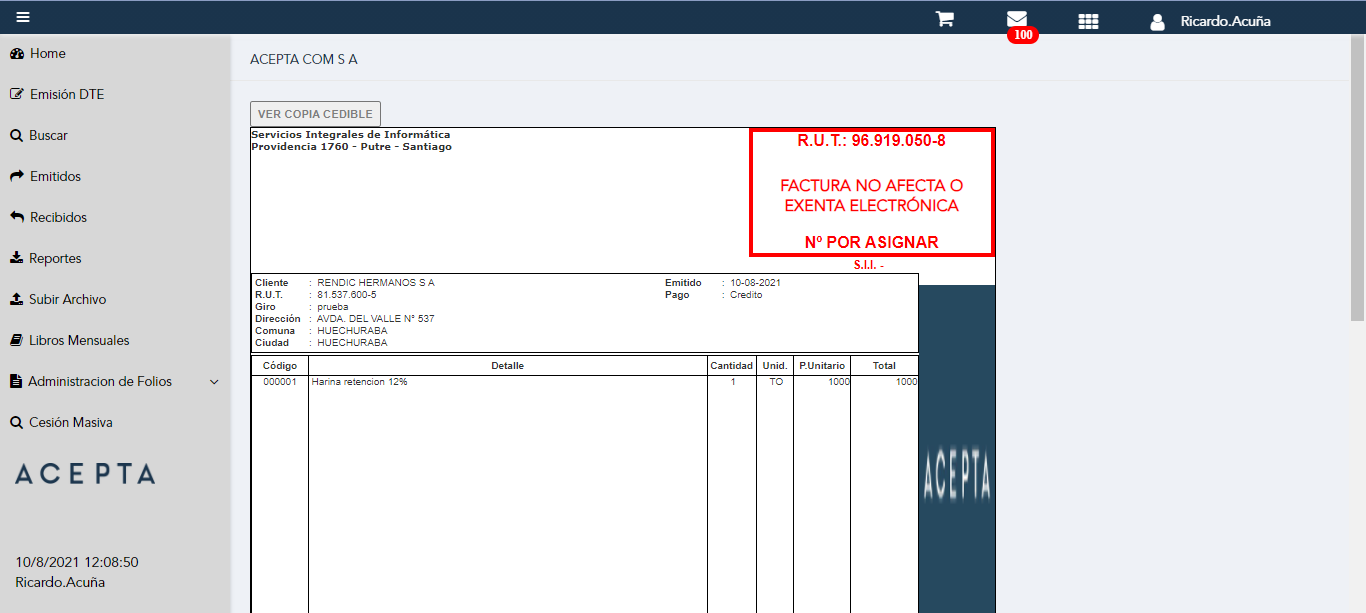 Ricardo.Acuña
100
Home
Emisión DTE
Buscar
Emitidos
Recibidos
Reportes
Subir Archivo
Libros Mensuales
Administracion de Folios
Cesión Masiva
ACEPTA
10/8/2021 12:08:50
Ricardo.Acuña
ACEPTA COM S A
VER COPIA CEDIBLE
Servicios Integrales de Informática
Providencia 1760 - Putre - Santiago
R.U.T.: 96.919.050-8
FACTURA NO AFECTA O
EXENTA ELECTRÓNICA
Nº POR ASIGNAR
S.I.I. -
Cliente : RENDIC HERMANOS S A Emitido : 10-08-2021
R.U.T. : 81.537.600-5 Pago : Credito
Giro : prueba
Dirección : AVDA. DEL VALLE N° 537
Comuna : HUECHURABA
Ciudad : HUECHURABA
Código Detalle Cantidad Unid. P.Unitario Total
000001 Harina retencion 12% 1 TO 1000 1000
ACEPTA